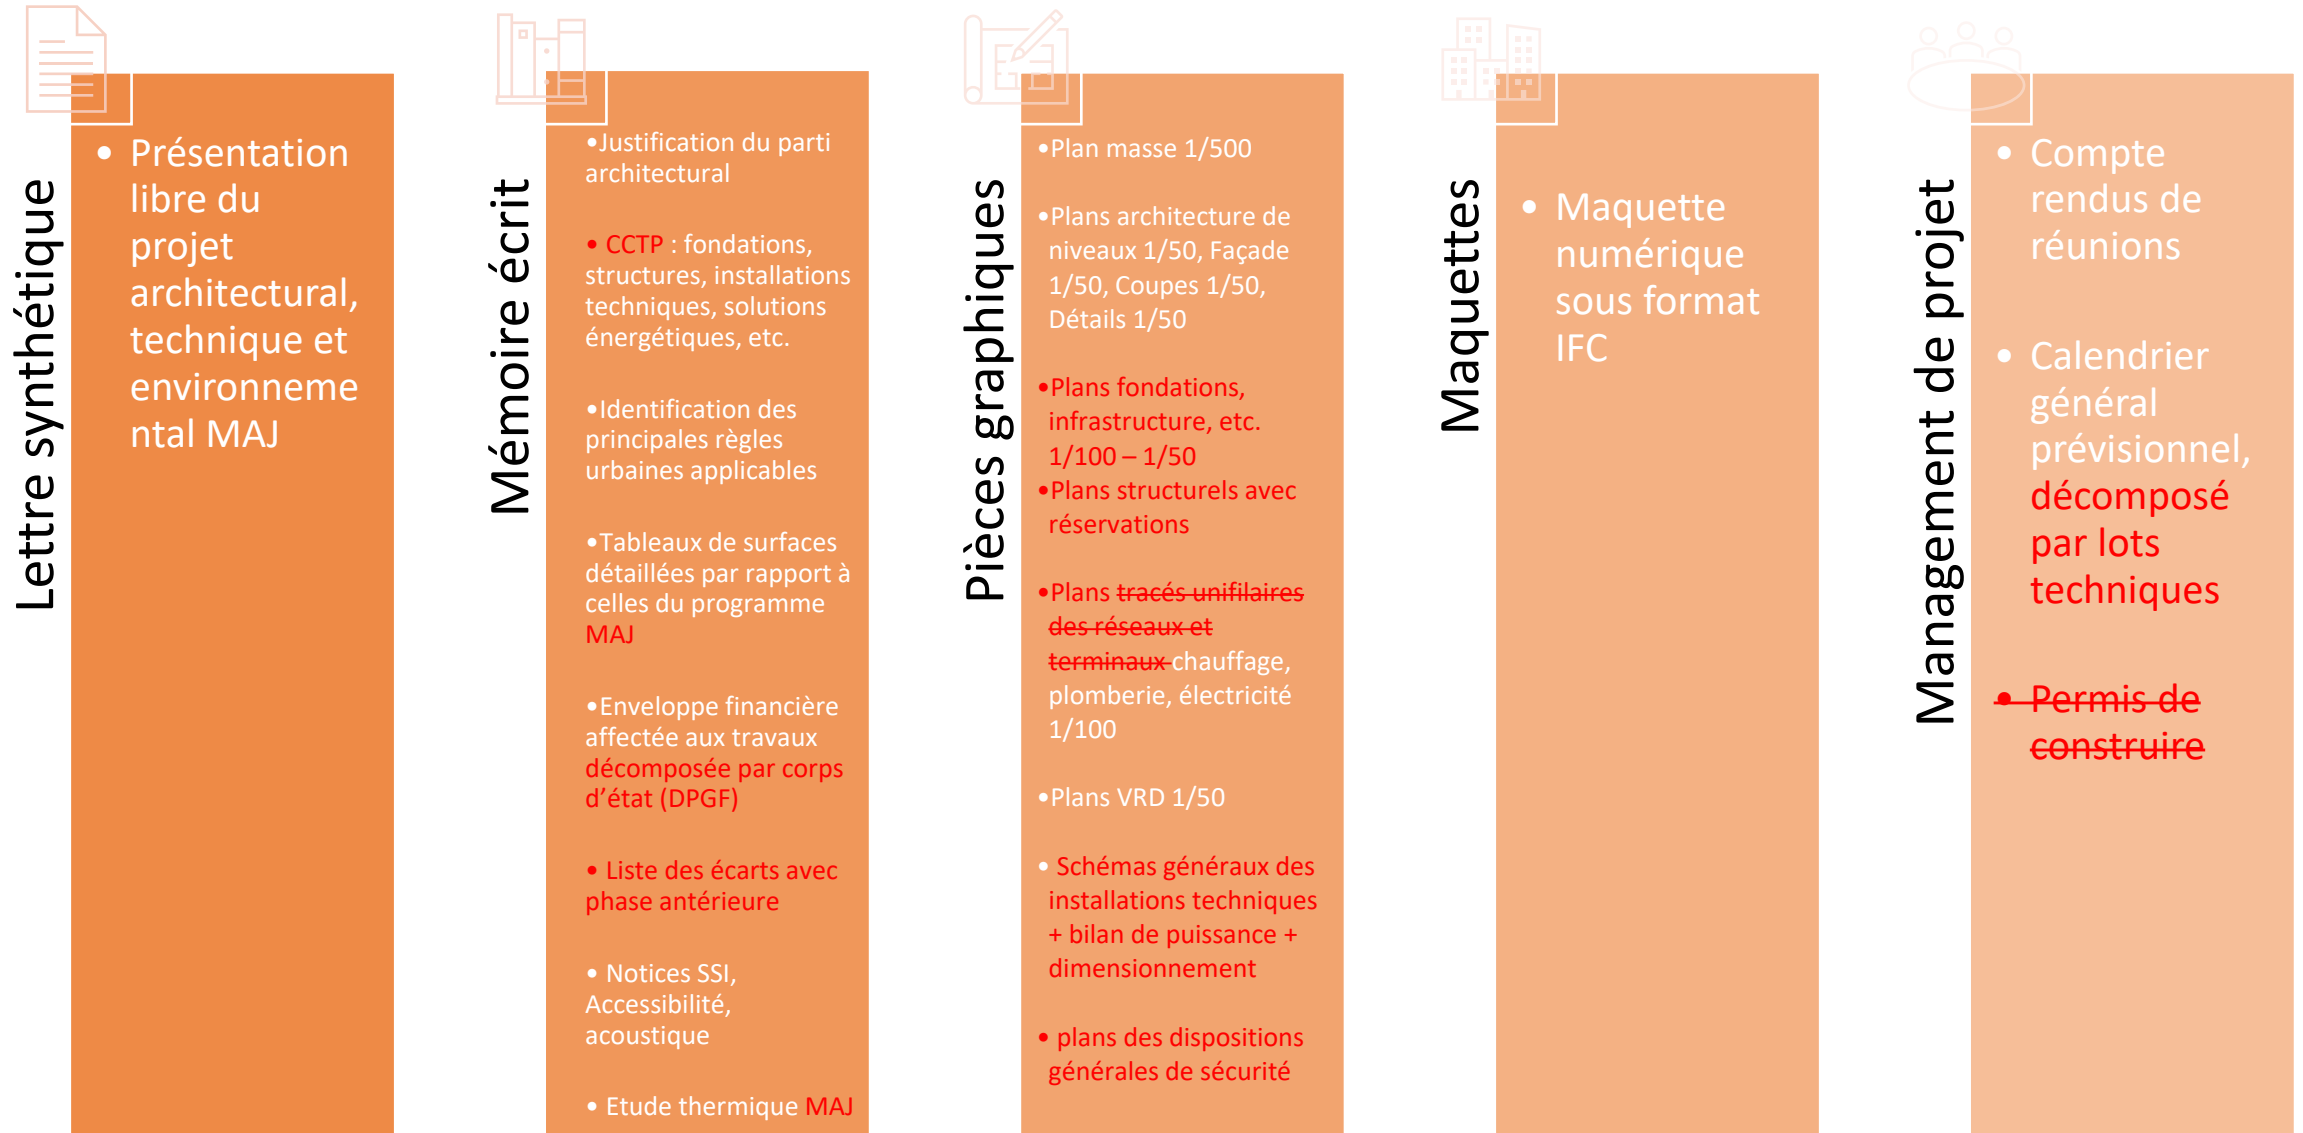 Lettre synthétique
• Présentation
libre du
projet
architectural,
technique et
environneme
ntal MAJ
Mémoire écrit
•Justification du parti
architectural
• CCTP : fondations,
structures, installations
techniques, solutions
énergétiques, etc.
•Identification des
principales règles
urbaines applicables
•Tableaux de surfaces
détaillées par rapport à
celles du programme
MAJ
•Enveloppe financière
affectée aux travaux
décomposée par corps
d’état (DPGF)
• Liste des écarts avec
phase antérieure
• Notices SSI,
Accessibilité,
acoustique
• Etude thermique MAJ
Pièces graphiques
•Plan masse 1/500
•Plans architecture de
niveaux 1/50, Façade
1/50, Coupes 1/50,
Détails 1/50
•Plans fondations,
infrastructure, etc.
1/100 – 1/50
•Plans structurels avec
réservations
•Plans tracés unifilaires
des réseaux et
terminaux chauffage,
plomberie, électricité
1/100
•Plans VRD 1/50
• Schémas généraux des
installations techniques
+ bilan de puissance +
dimensionnement
• plans des dispositions
générales de sécurité
Maquettes
• Maquette
numérique
sous format
IFC
Management de projet
• Compte
rendus de
réunions
• Calendrier
général
prévisionnel,
décomposé
par lots
techniques
• Permis de
construire